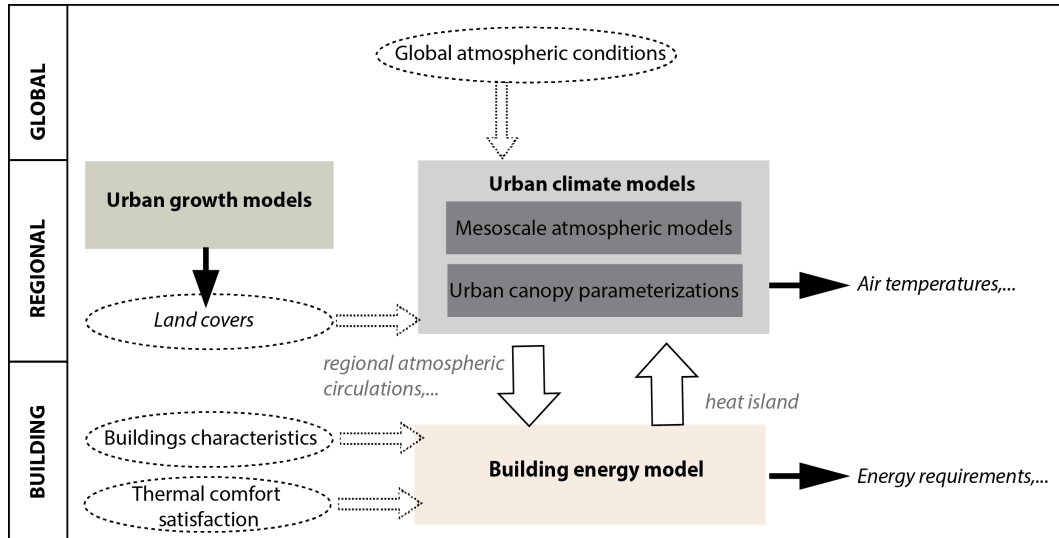 GLOBAL
Global atmospheric conditions
REGIONAL
Urban growth models
Land covers
Urban climate models
Mesoscale atmospheric models
Urban canopy parameterizations
Air temperatures,...
regional atmospheric
circulations,...
heat island
BUILDING
Buildings characteristics
Thermal comfort
satisfaction
Building energy model
Energy requirements,...